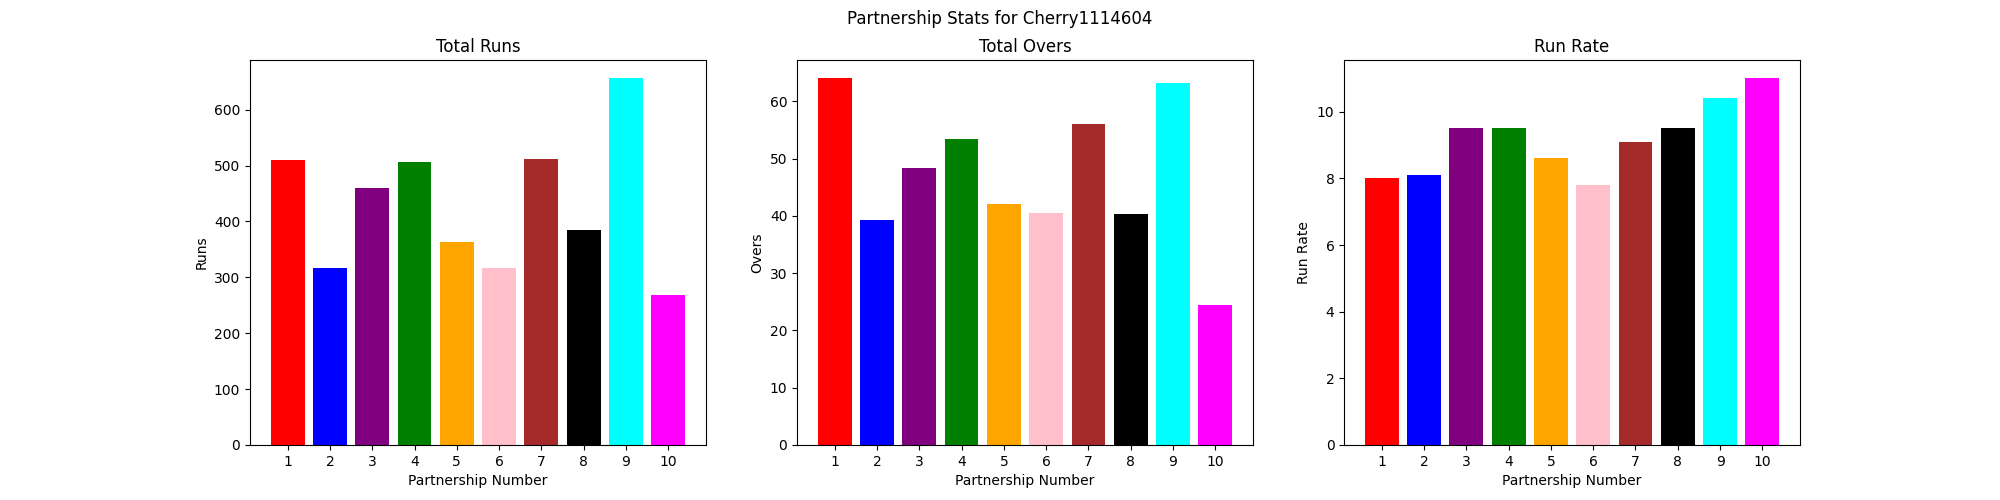 Partnership Stats for Cherry1114604
Total Runs
Runs
600
500
400
300
200
100
0
1 2 3 4 5 6 7 8 9 10
Partnership Number
Total Overs
Overs
60
50
40
30
20
10
0
1 2 3 4 5 6 7 8 9 10
Partnership Number
Run Rate
Run Rate
10
8
6
4
2
0
1 2 3 4 5 6 7 8 9 10
Partnership Number